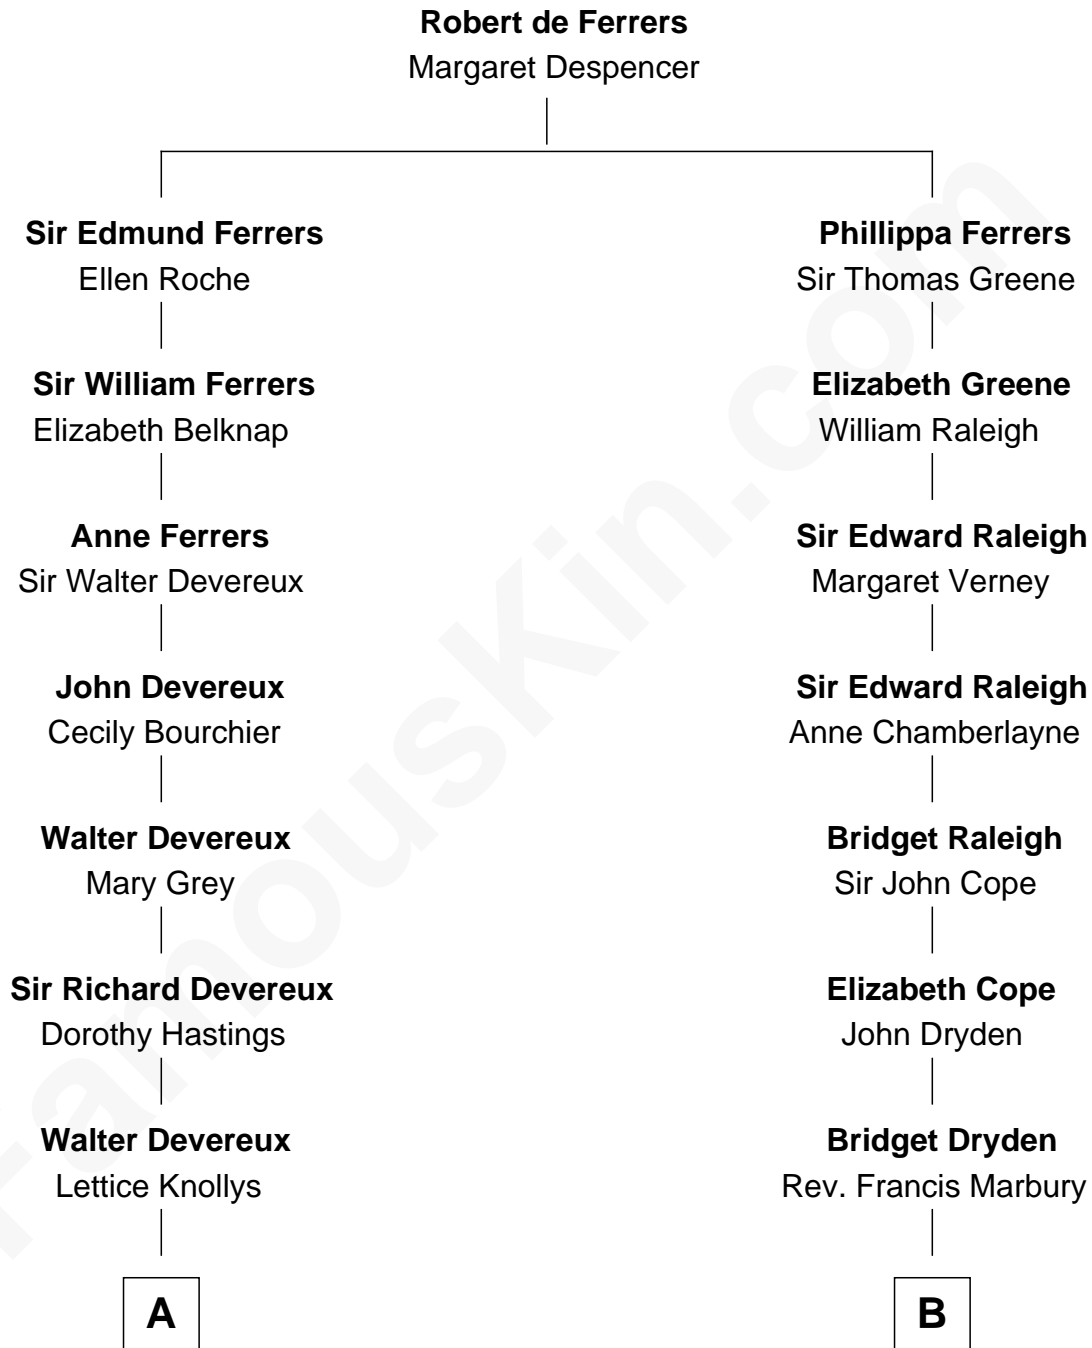 Robert de Ferrers
Margaret Despencer
Sir Edmund Ferrers
Ellen Roche
Phillippa Ferrers
Sir Thomas Greene
Sir William Ferrers
Elizabeth Belknap
Elizabeth Greene
William Raleigh
Anne Ferrers
Sir Walter Devereux
Sir Edward Raleigh
Margaret Verney
John Devereux
Cecily Bourchier
Sir Edward Raleigh
Anne Chamberlayne
Walter Devereux
Mary Grey
Bridget Raleigh
Sir John Cope
Sir Richard Devereux
Dorothy Hastings
Elizabeth Cope
John Dryden
Walter Devereux
Lettice Knollys
Bridget Dryden
Rev. Francis Marbury
A
B
FamousKin.com